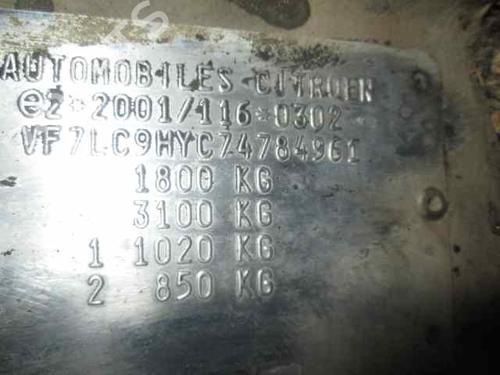 AUTOMOBILES CITROEN
e2*2001/116*0302
VF7LC9HYC74784961
1800 KG
3100 KG
1 1020 KG
2 850 KG